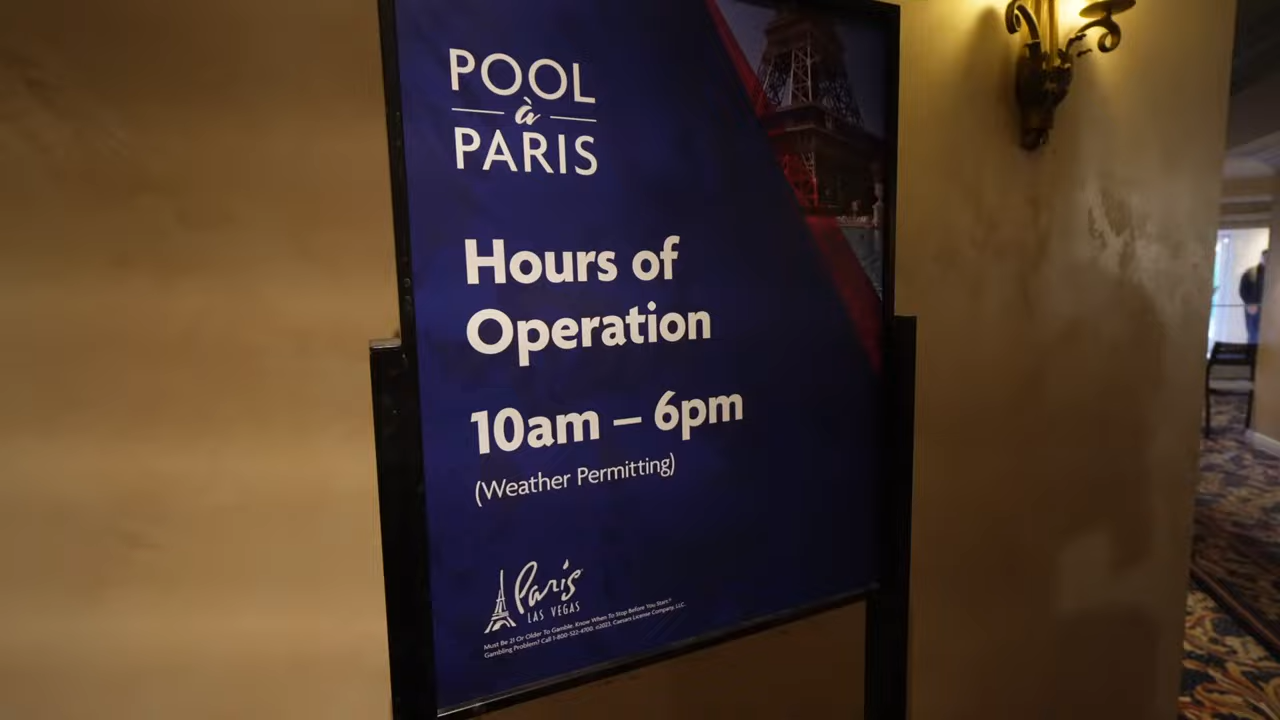 POOL
à
PARIS
Hours of
Operation
10am – 6pm
(Weather Permitting)
Paris
LAS VEGAS
Must Be 21 Or Older To Gamble. Know When To Stop Before You Start.®
Gambling Problem? Call 1-800-522-4700. ©2023, Caesars License Company, LLC.